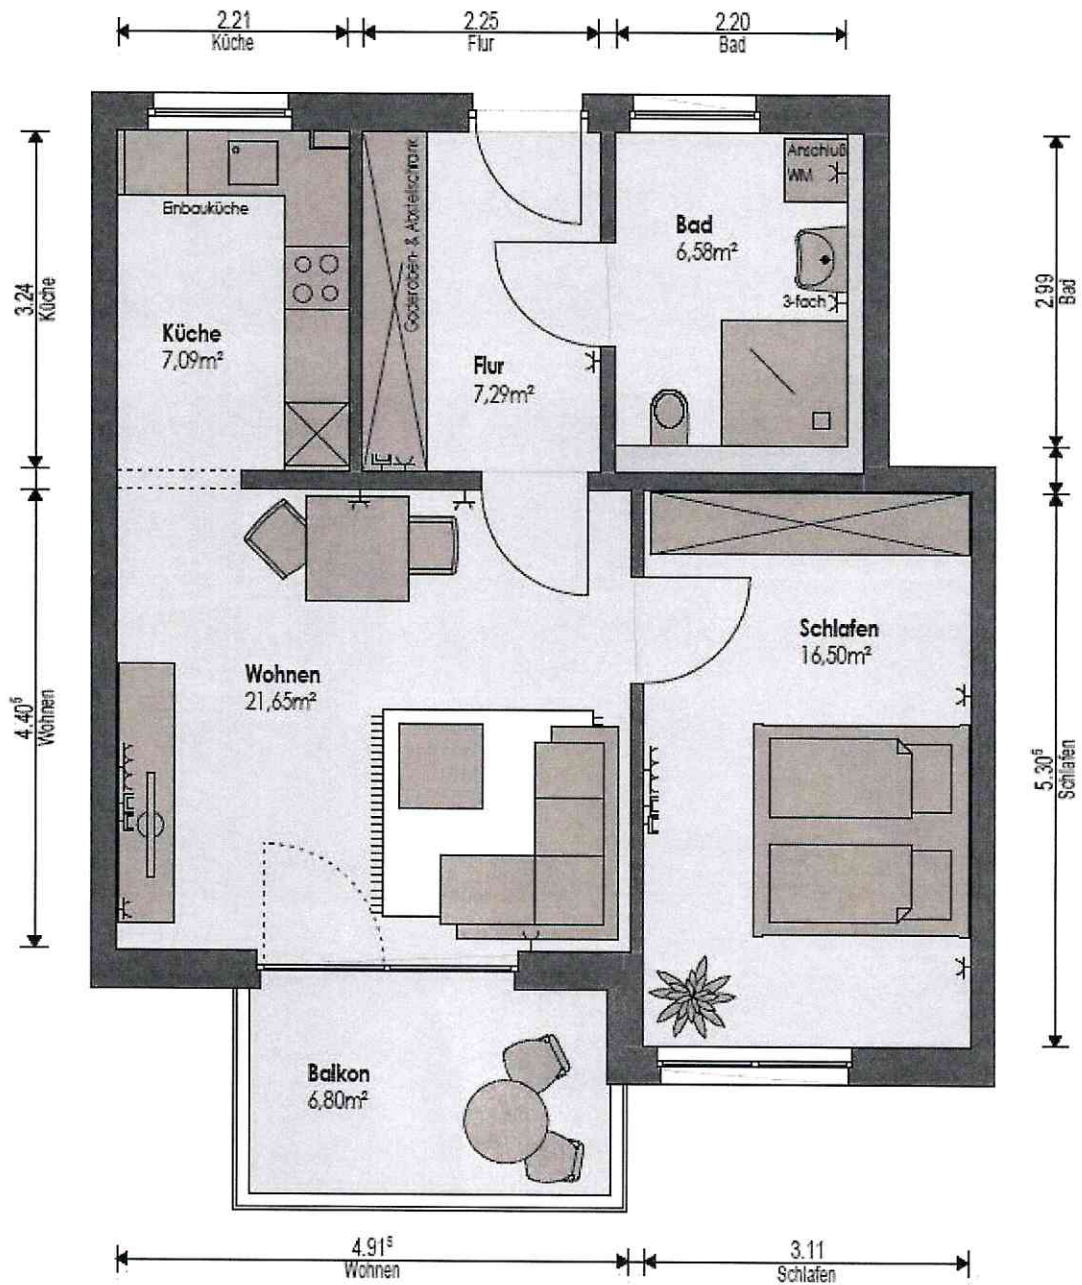 2.21
Küche
2.25
Flur
2.20
Bad
Anschluß
WM
Einbauküche
Gaderoben- & Abstellschrank
Bad
6,58m²
3.24
Küche
2.99
Bad
3-fach
Küche
7,09m²
Flur
7,29m²
Schlafen
16,50m²
Wohnen
21,65m²
4.40⁵
Wohnen
5.30⁵
Schlafen
Balkon
6,80m²
4.91⁵
Wohnen
3.11
Schlafen